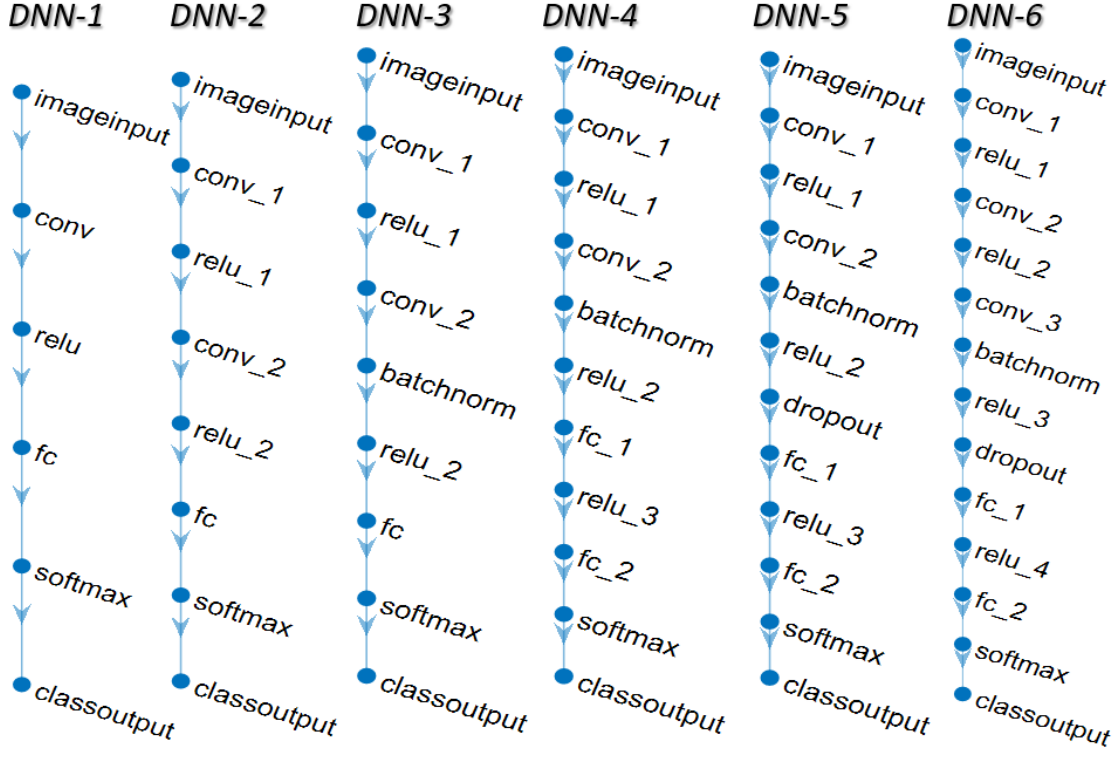 DNN-1
imageinput
conv
relu
fc
softmax
classoutput
DNN-2
imageinput
conv_1
relu_1
conv_2
relu_2
fc
softmax
classoutput
DNN-3
imageinput
conv_1
relu_1
conv_2
batchnorm
relu_2
fc
softmax
classoutput
DNN-4
imageinput
conv_1
relu_1
conv_2
batchnorm
relu_2
fc_1
relu_3
fc_2
softmax
classoutput
DNN-5
imageinput
conv_1
relu_1
conv_2
batchnorm
relu_2
dropout
fc_1
relu_3
fc_2
softmax
classoutput
DNN-6
imageinput
conv_1
relu_1
conv_2
relu_2
conv_3
batchnorm
relu_3
dropout
fc_1
relu_4
fc_2
softmax
classoutput